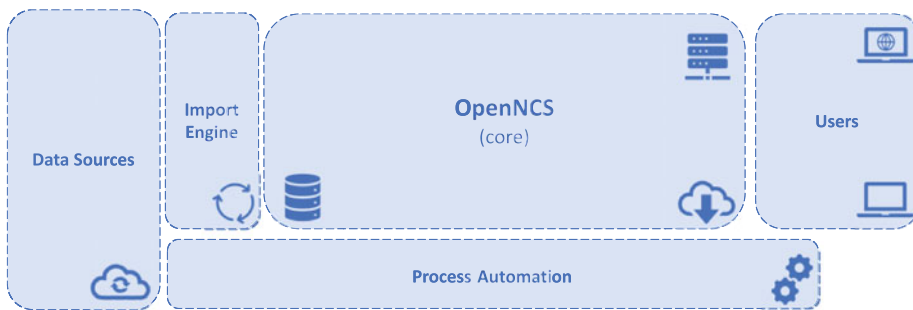 Data Sources
Import
Engine
OpenNCS
(core)
Users
Process Automation